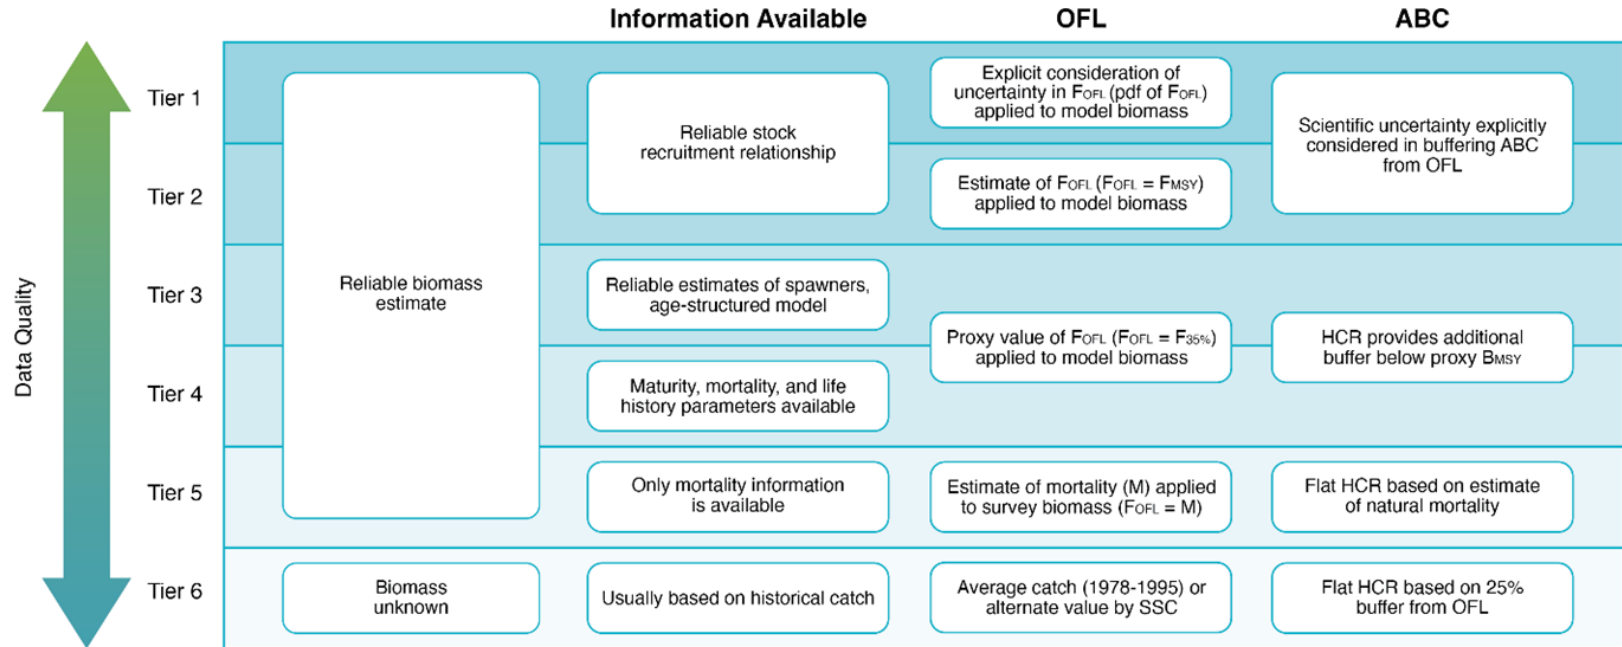 Information Available
OFL
ABC
Data Quality
Tier 1
Tier 2
Tier 3
Tier 4
Tier 5
Tier 6
Reliable biomass
estimate
Biomass
unknown
Reliable stock
recruitment relationship
Reliable estimates of spawners,
age-structured model
Maturity, mortality, and life
history parameters available
Only mortality information
is available
Usually based on historical catch
Explicit consideration of
uncertainty in FOFL (pdf of FOFL)
applied to model biomass
Estimate of FOFL (FOFL = FMSY)
applied to model biomass
Proxy value of FOFL (FOFL = F35%)
applied to model biomass
Estimate of mortality (M) applied
to survey biomass (FOFL = M)
Average catch (1978-1995) or
alternate value by SSC
Scientific uncertainty explicitly
considered in buffering ABC
from OFL
HCR provides additional
buffer below proxy BMSY
Flat HCR based on estimate
of natural mortality
Flat HCR based on 25%
buffer from OFL